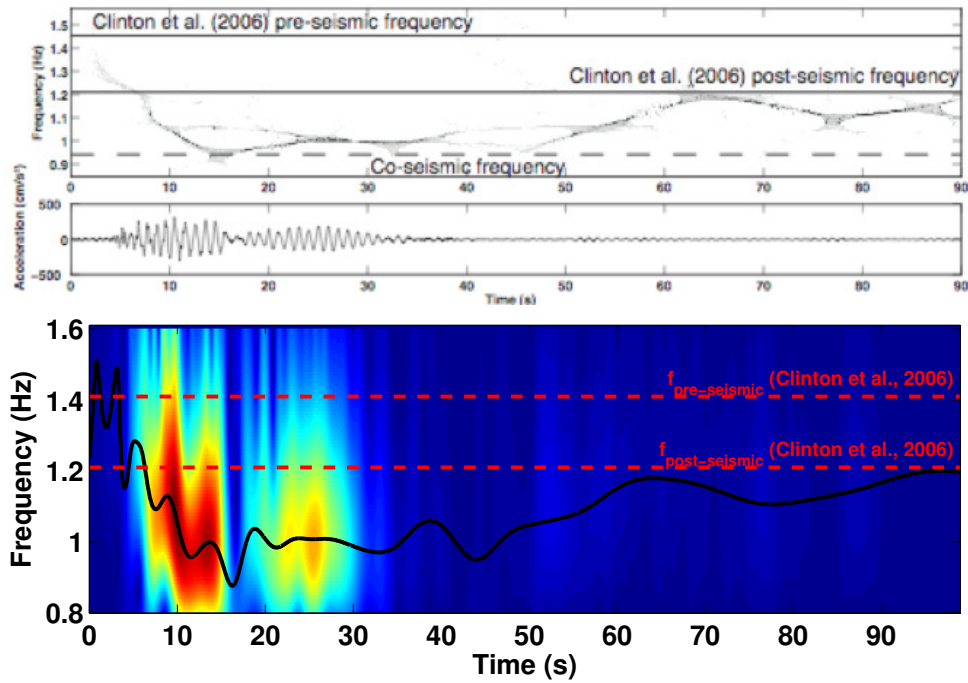 Clinton et al. (2006) pre-seismic frequency
Clinton et al. (2006) post-seismic frequency
Co-seismic frequency
Frequency (Hz)
1.5
1.4
1.3
1.2
1.1
1
0.9
0 10 20 30 40 50 60 70 80 90
Acceleration (cm/s²)
500
0
−500
0 10 20 30 40 50 60 70 80 90
Time (s)
f_pre−seismic (Clinton et al., 2006)
f_post−seismic (Clinton et al., 2006)
Frequency (Hz)
1.6
1.4
1.2
1
0.8
0 10 20 30 40 50 60 70 80 90
Time (s)